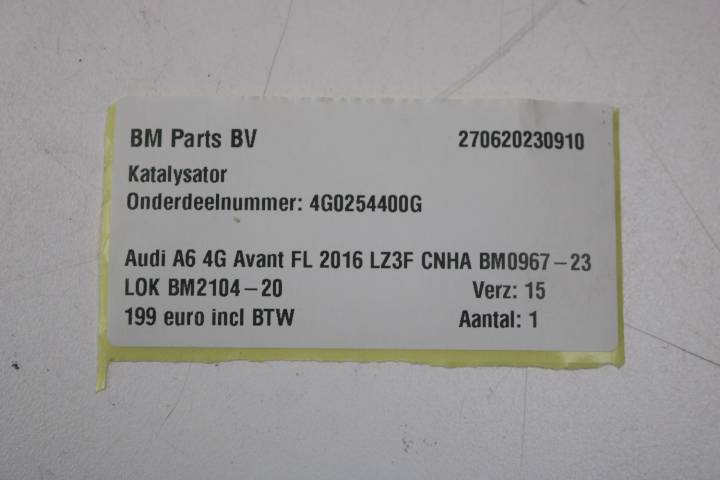 BM Parts BV 270620230910
Katalysator
Onderdeelnummer: 4G0254400G
Audi A6 4G Avant FL 2016 LZ3F CNHA BM0967-23
LOK BM2104-20 Verz: 15
199 euro incl BTW Aantal: 1